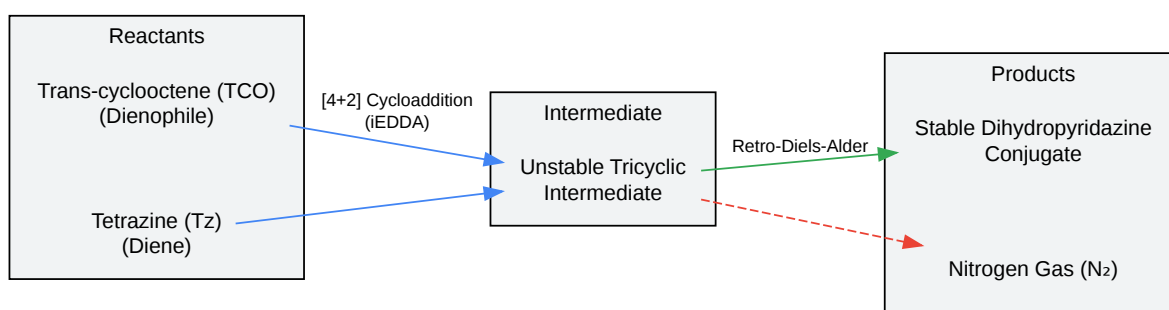 Reactants
Trans-cyclooctene (TCO)
(Dienophile)
Tetrazine (Tz)
(Diene)
[4+2] Cycloaddition
(iEDDA)
Intermediate
Unstable Tricyclic
Intermediate
Retro-Diels-Alder
Products
Stable Dihydropyridazine
Conjugate
Nitrogen Gas (N₂)